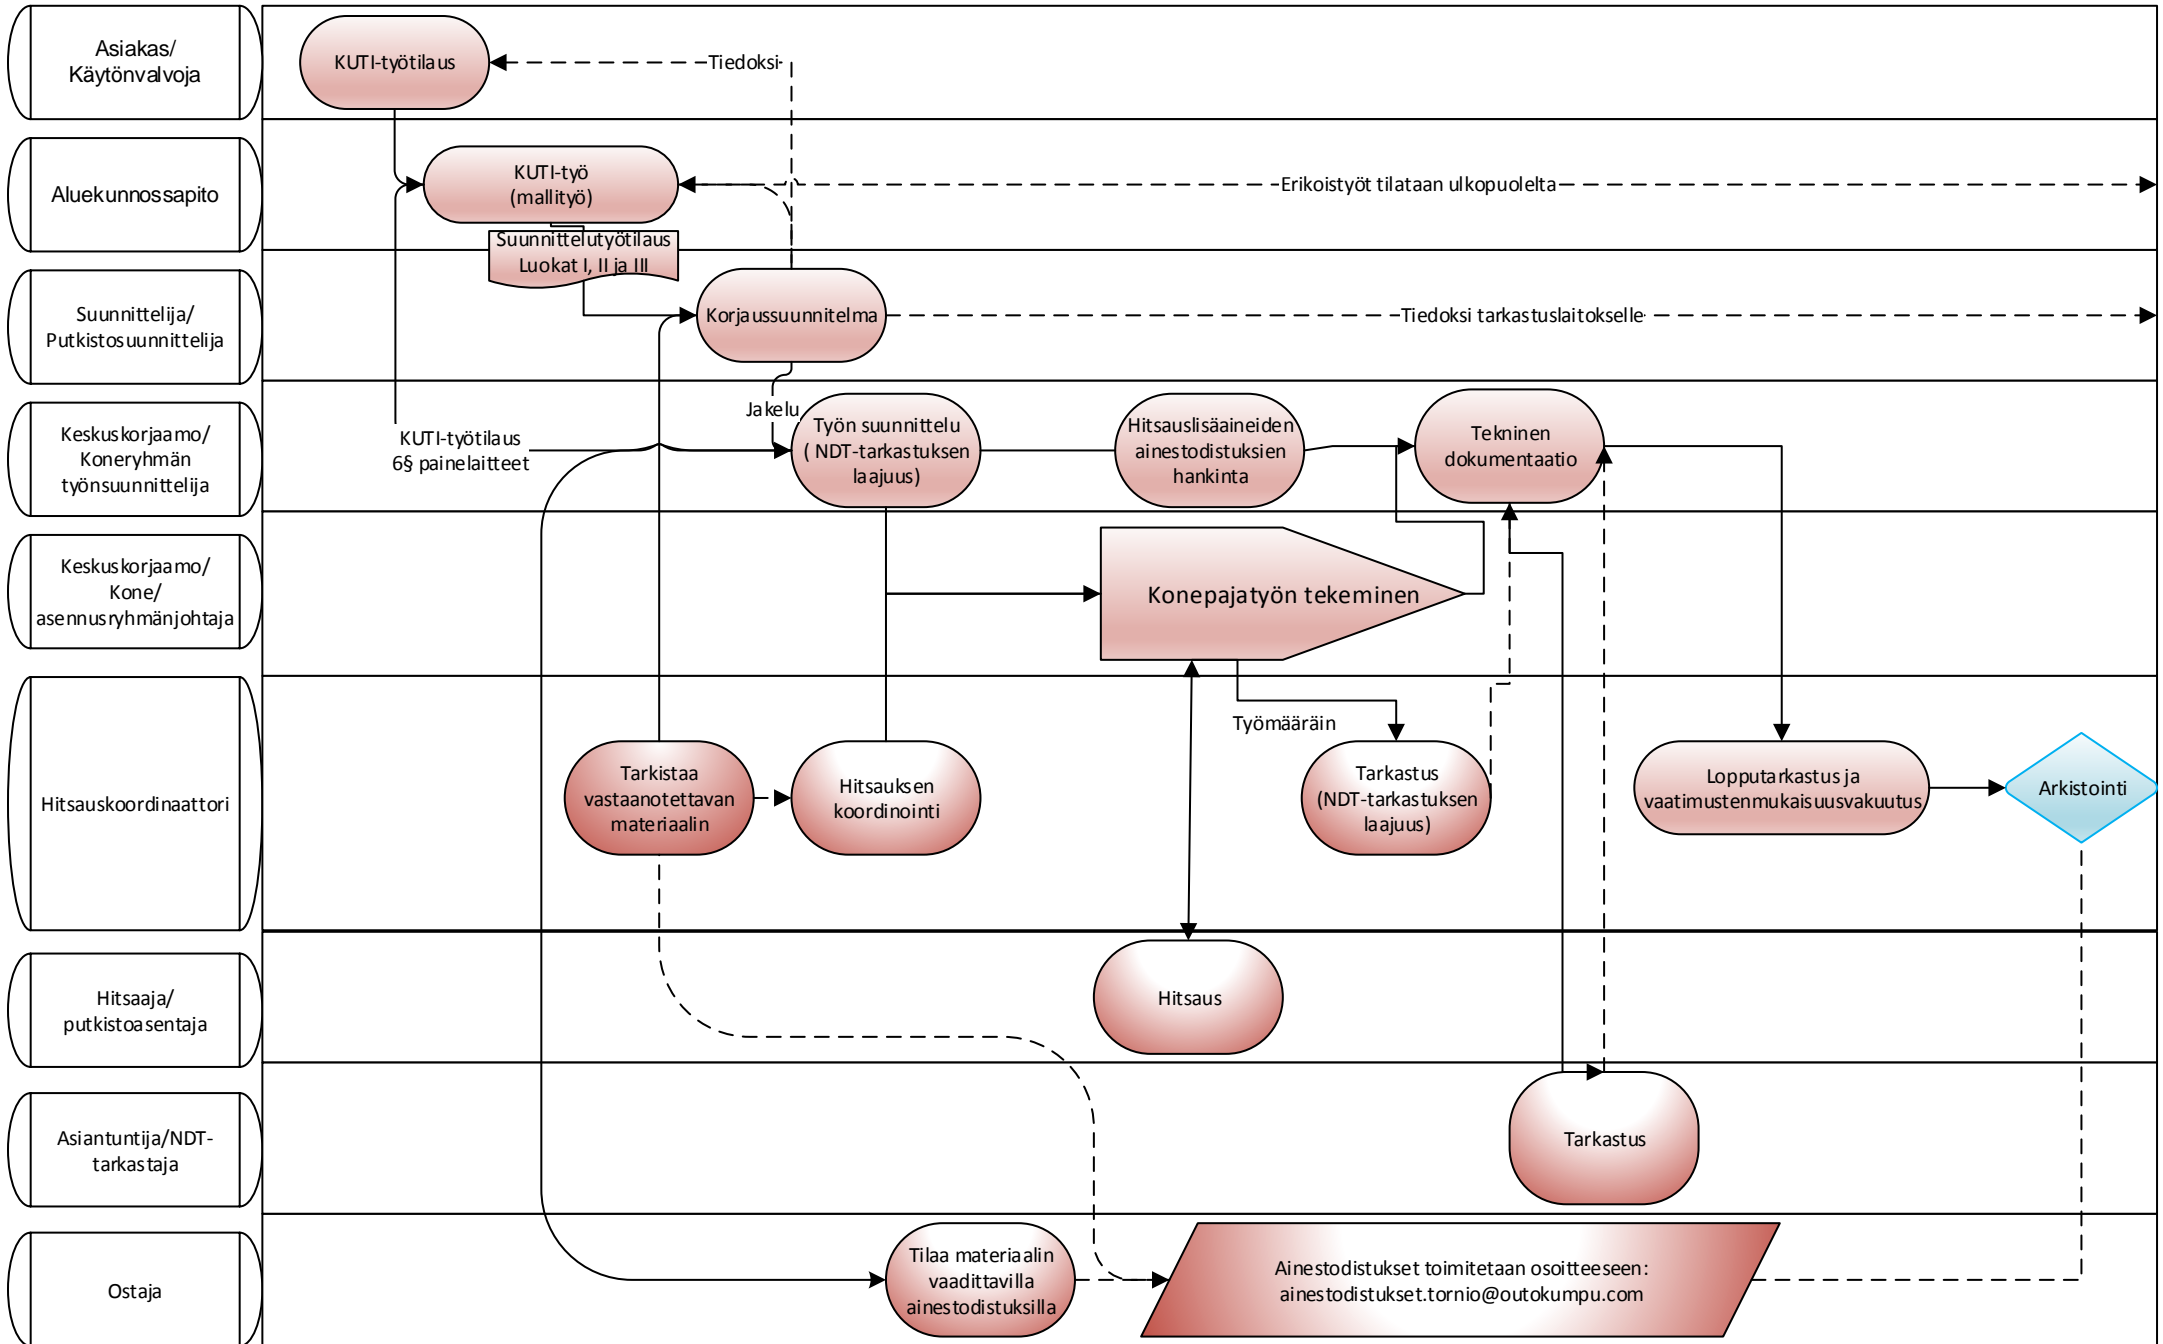 Asiakas/
Käytönvalvoja
KUTI-työtilaus
Tiedoksi
Aluekunnossapito
KUTI-työ
(mallityö)
Erikoistyöt tilataan ulkopuolelta
Suunnittelutyötilaus
Luokat I, II ja III
Suunnittelija/
Putkistosuunnittelija
Korjaussuunnitelma
Tiedoksi tarkastuslaitokselle
Keskuskorjaamo/
Koneryhmän
työnsuunnittelija
KUTI-työtilaus
6§ painelaitteet
Jakelu
Työn suunnittelu
( NDT-tarkastuksen
laajuus)
Hitsauslisäaineiden
ainestodistuksien
hankinta
Tekninen
dokumentaatio
Keskuskorjaamo/
Kone/
asennusryhmänjohtaja
Konepajatyön tekeminen
Hitsauskoordinaattori
Tarkistaa
vastaanotettavan
materiaalin
Hitsauksen
koordinointi
Työmääräin
Tarkastus
(NDT-tarkastuksen
laajuus)
Lopputarkastus ja
vaatimustenmukaisuusvakuutus
Arkistointi
Hitsaaja/
putkistoasentaja
Hitsaus
Asiantuntija/NDT-
tarkastaja
Tarkastus
Ostaja
Tilaa materiaalin
vaadittavilla
ainestodistuksilla
Ainestodistukset toimitetaan osoitteeseen:
ainestodistukset.tornio@outokumpu.com